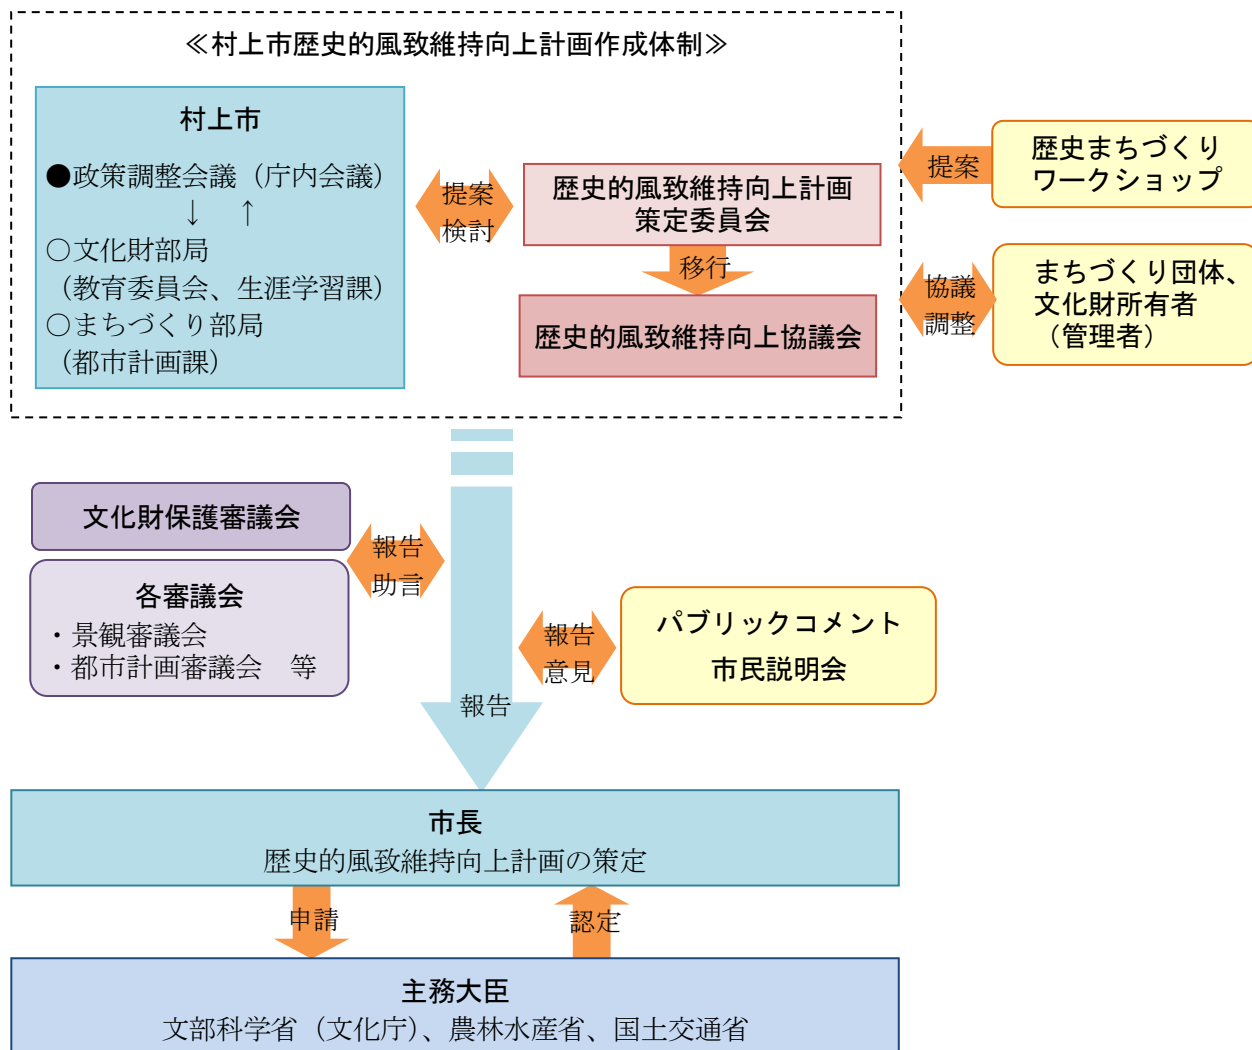 ≪村上市歴史的風致維持向上計画作成体制≫
村上市
●政策調整会議（庁内会議）
↓ ↑
○文化財部局
（教育委員会、生涯学習課）
○まちづくり部局
（都市計画課）
提案
検討
歴史的風致維持向上計画
策定委員会
移行
歴史的風致維持向上協議会
提案
歴史まちづくり
ワークショップ
協議
調整
まちづくり団体、
文化財所有者
（管理者）
文化財保護審議会
各審議会
・景観審議会
・都市計画審議会　等
報告
助言
報告
意見
パブリックコメント
市民説明会
報告
市長
歴史的風致維持向上計画の策定
申請
認定
主務大臣
文部科学省（文化庁）、農林水産省、国土交通省